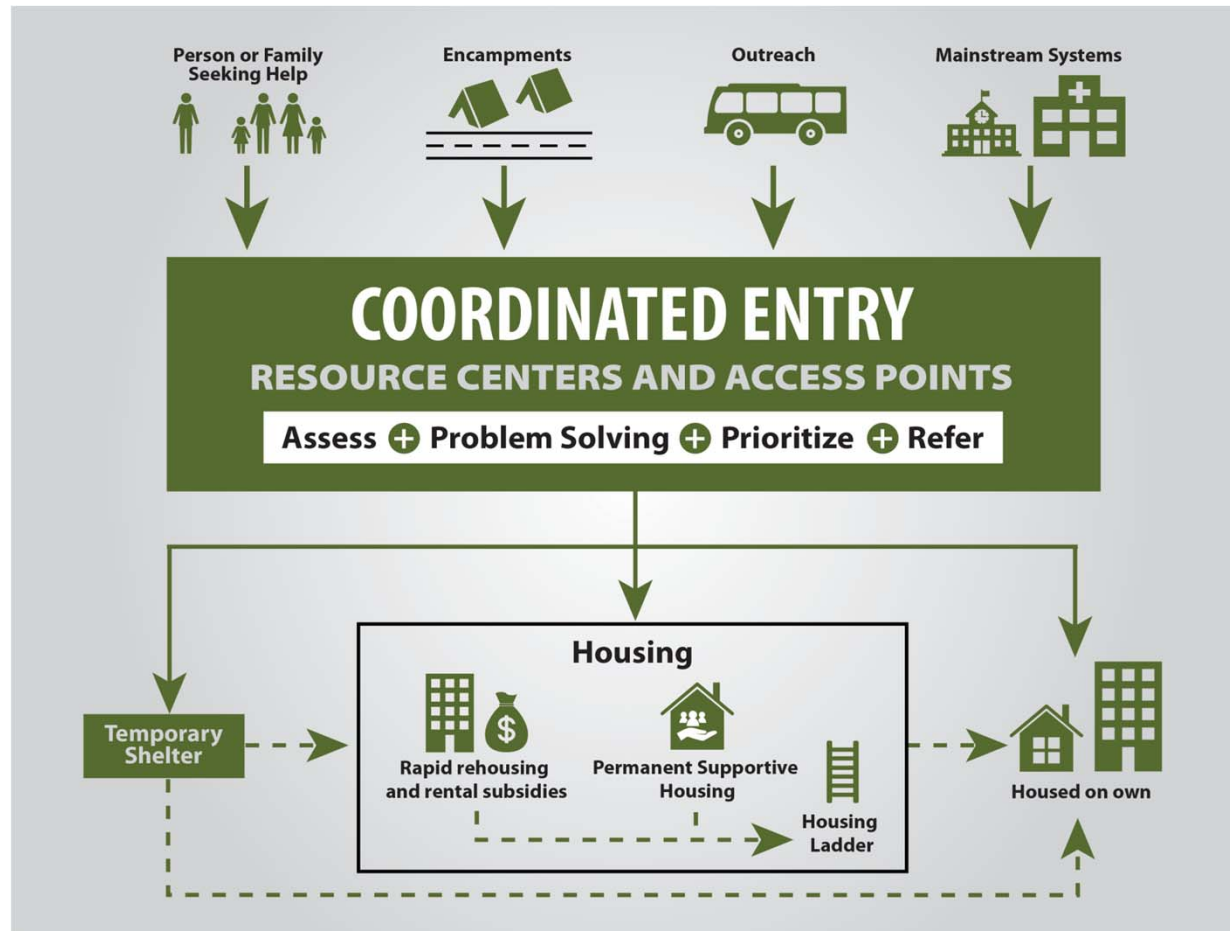 Person or Family
Seeking Help
Encampments
Outreach
Mainstream Systems
COORDINATED ENTRY
RESOURCE CENTERS AND ACCESS POINTS
Assess + Problem Solving + Prioritize + Refer
Temporary
Shelter
Housing
$
Rapid rehousing
and rental subsidies
Permanent Supportive
Housing
Housing
Ladder
Housed on own